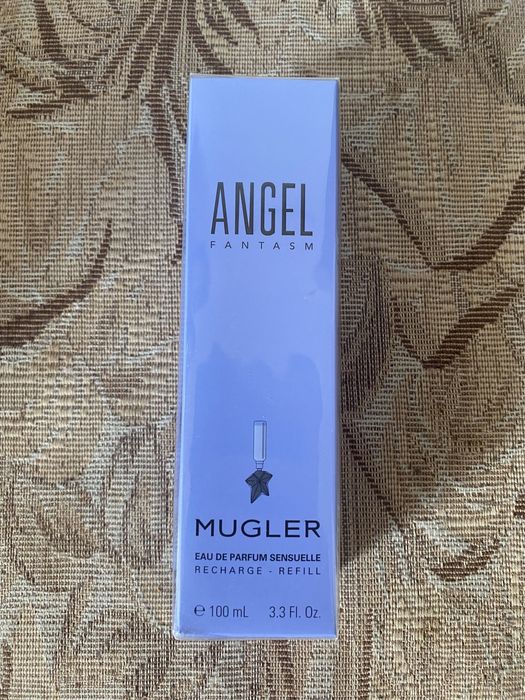 ANGEL
FANTASM
MUGLER
EAU DE PARFUM SENSUELLE
RECHARGE - REFILL
℮ 100 mL 3.3 Fl. Oz.